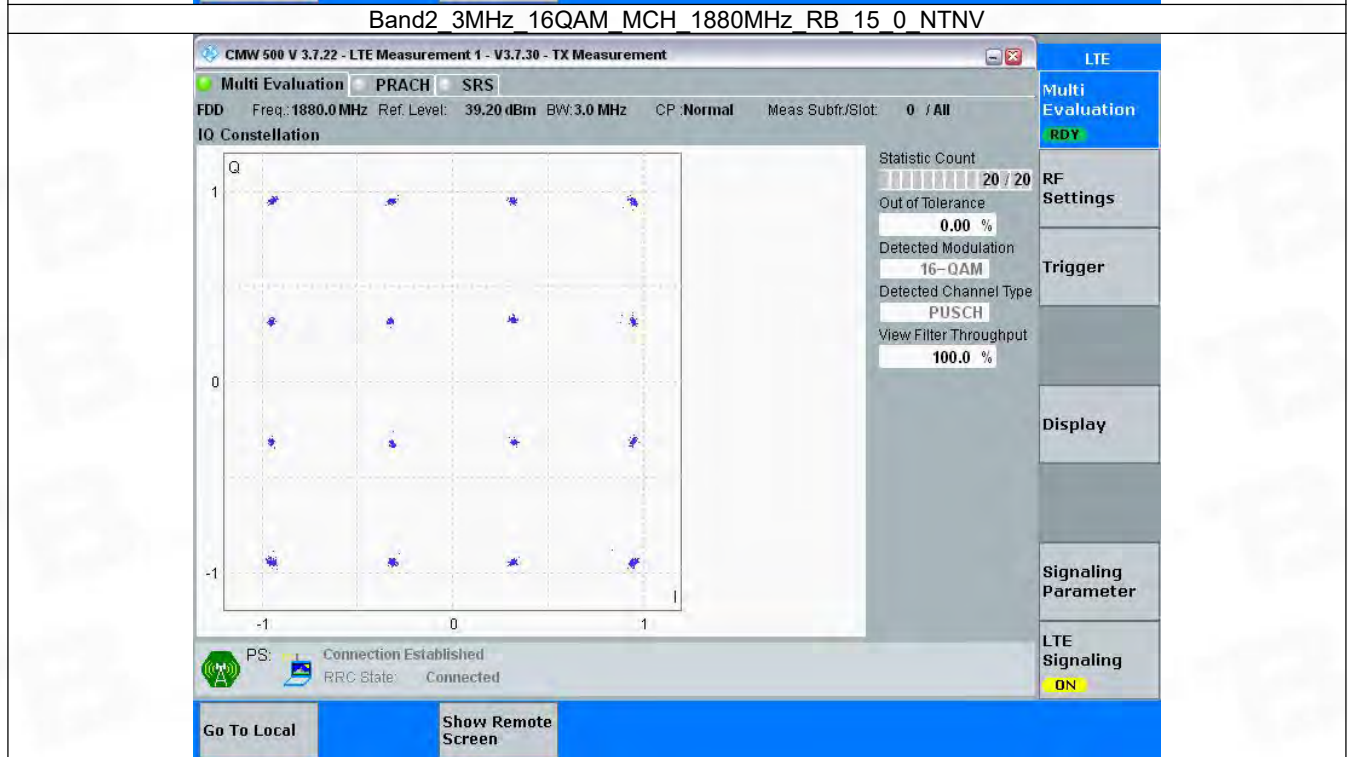 Band2_3MHz_16QAM_MCH_1880MHz_RB_15_0_NTNV
CMW 500 V 3.7.22 - LTE Measurement 1 - V3.7.30 - TX Measurement
LTE
Multi Evaluation PRACH SRS
Multi
Evaluation
RDY
FDD Freq.: 1880.0 MHz Ref. Level: 39.20 dBm BW: 3.0 MHz CP : Normal Meas Subfr./Slot: 0 / All
IQ Constellation
Q
1
0
-1
-1 0 1
I
Statistic Count
20 / 20
Out of Tolerance
0.00 %
Detected Modulation
16-QAM
Detected Channel Type
PUSCH
View Filter Throughput
100.0 %
RF
Settings
Trigger
Display
Signaling
Parameter
LTE
Signaling
ON
PS: Connection Established
RRC State: Connected
Go To Local
Show Remote
Screen